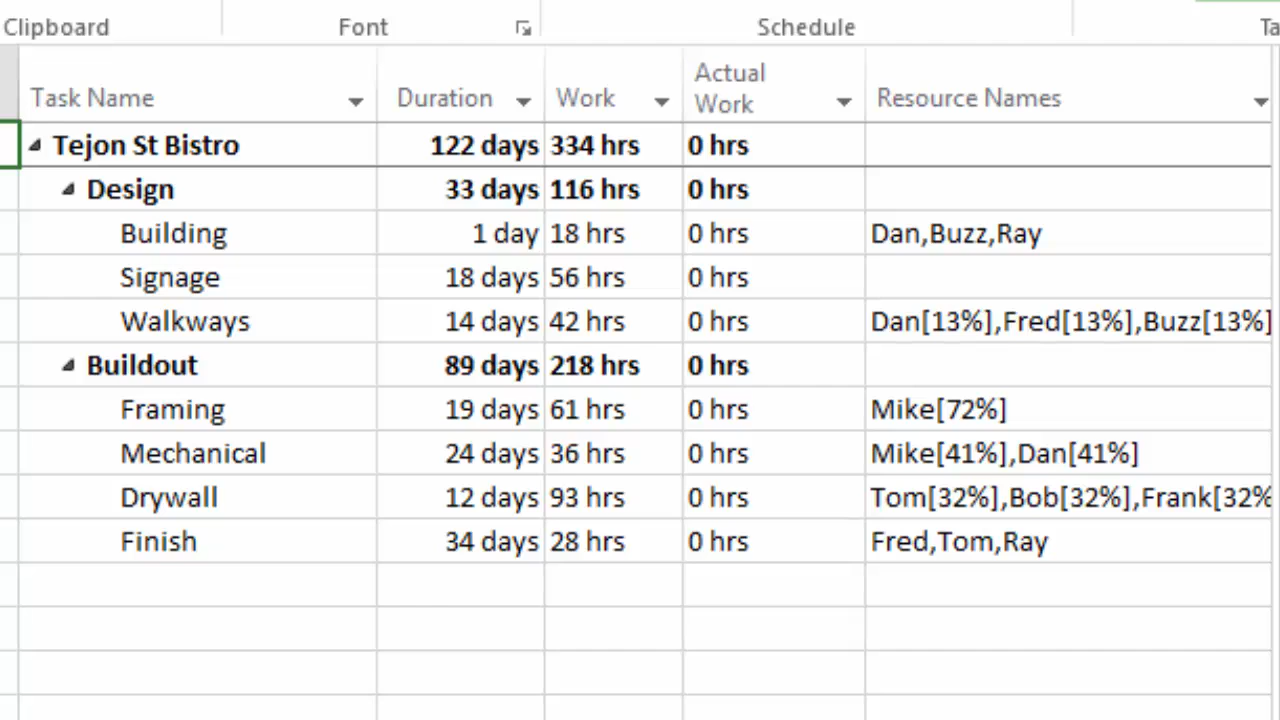 Clipboard Font Schedule
Task Name Duration Work Actual Work Resource Names
Tejon St Bistro 122 days 334 hrs 0 hrs
Design 33 days 116 hrs 0 hrs
Building 1 day 18 hrs 0 hrs Dan,Buzz,Ray
Signage 18 days 56 hrs 0 hrs
Walkways 14 days 42 hrs 0 hrs Dan[13%],Fred[13%],Buzz[13%]
Buildout 89 days 218 hrs 0 hrs
Framing 19 days 61 hrs 0 hrs Mike[72%]
Mechanical 24 days 36 hrs 0 hrs Mike[41%],Dan[41%]
Drywall 12 days 93 hrs 0 hrs Tom[32%],Bob[32%],Frank[32%
Finish 34 days 28 hrs 0 hrs Fred,Tom,Ray